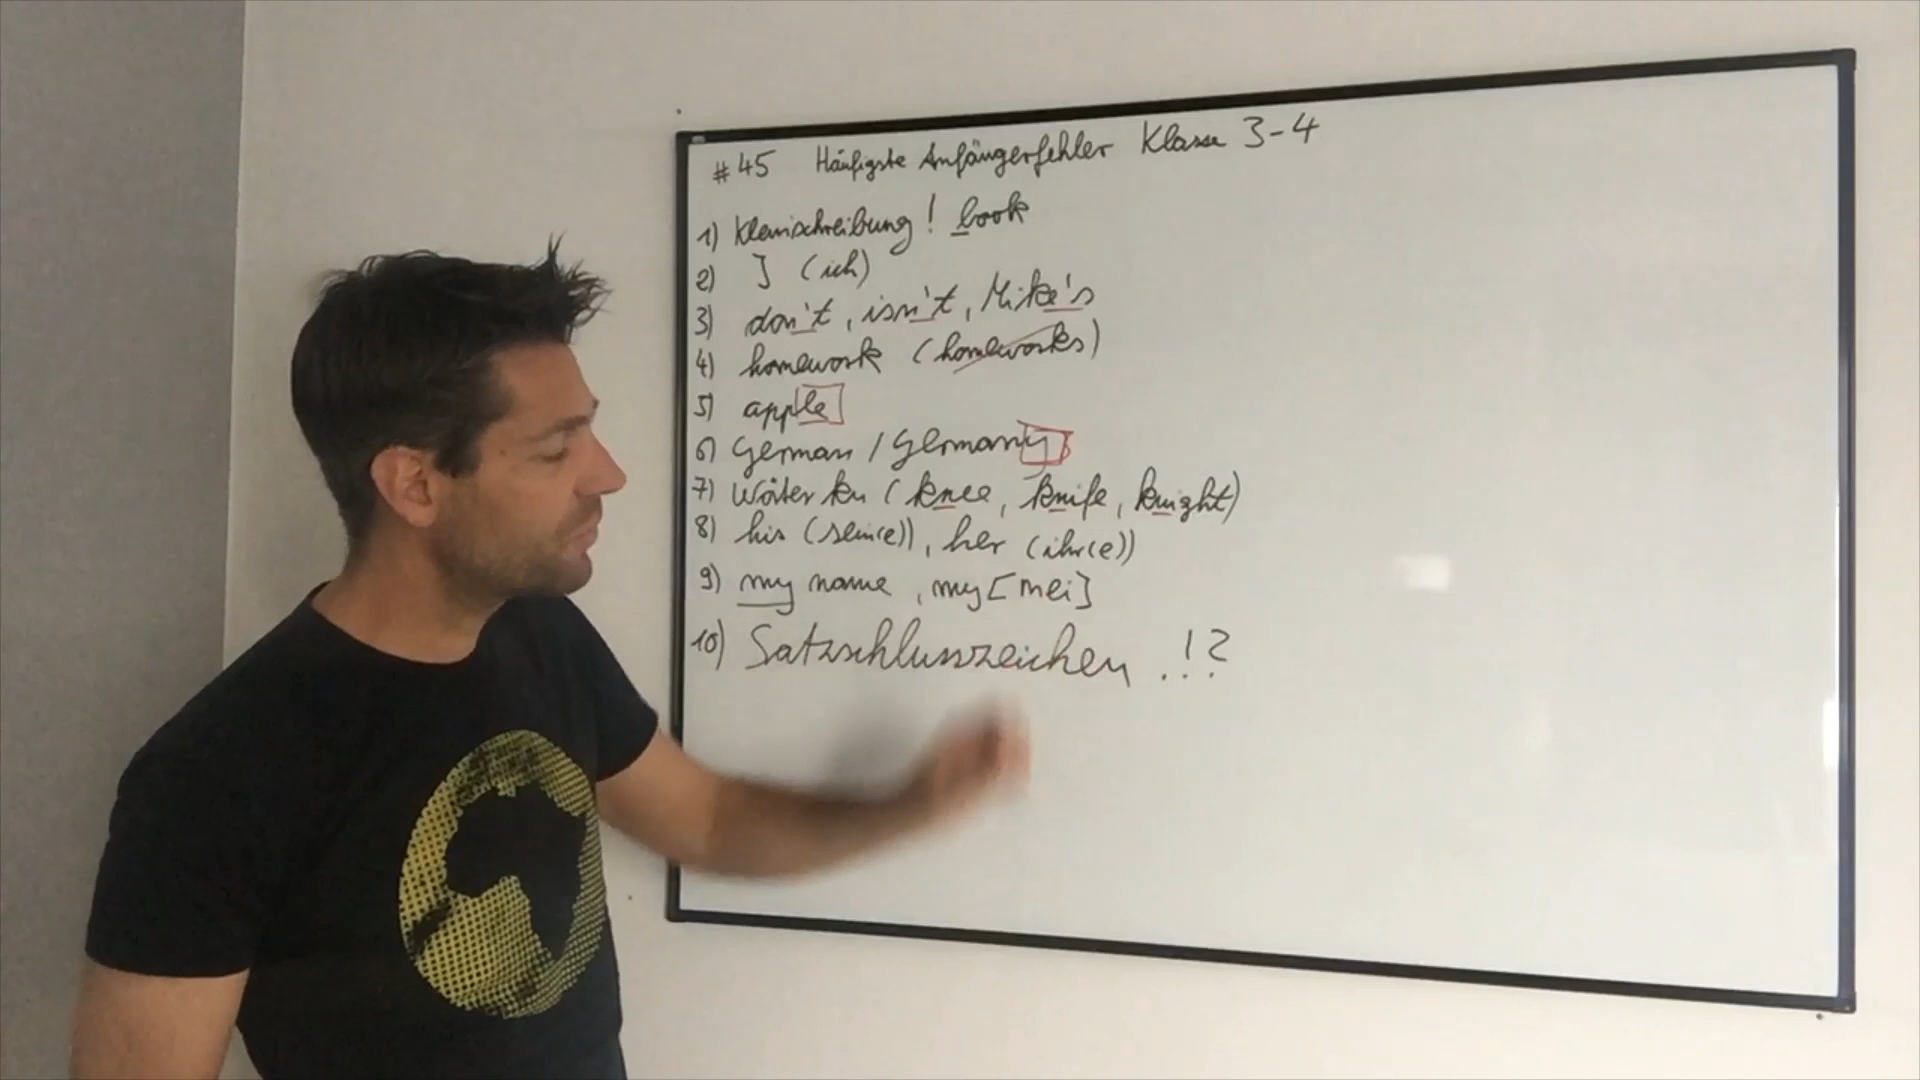 #45 Häufigste Anfängerfehler Klasse 3-4
1) Kleinschreibung! book
2) I (ich)
3) don't, isn't, Mike's
4) homework (homeworks)
5) apple
6) German / Germany
7) Wörter kn (knee, knife, knight)
8) his (sein(e)), her (ihr(e))
9) my name, my [mei]
10) Satzschlusszeichen . ! ?